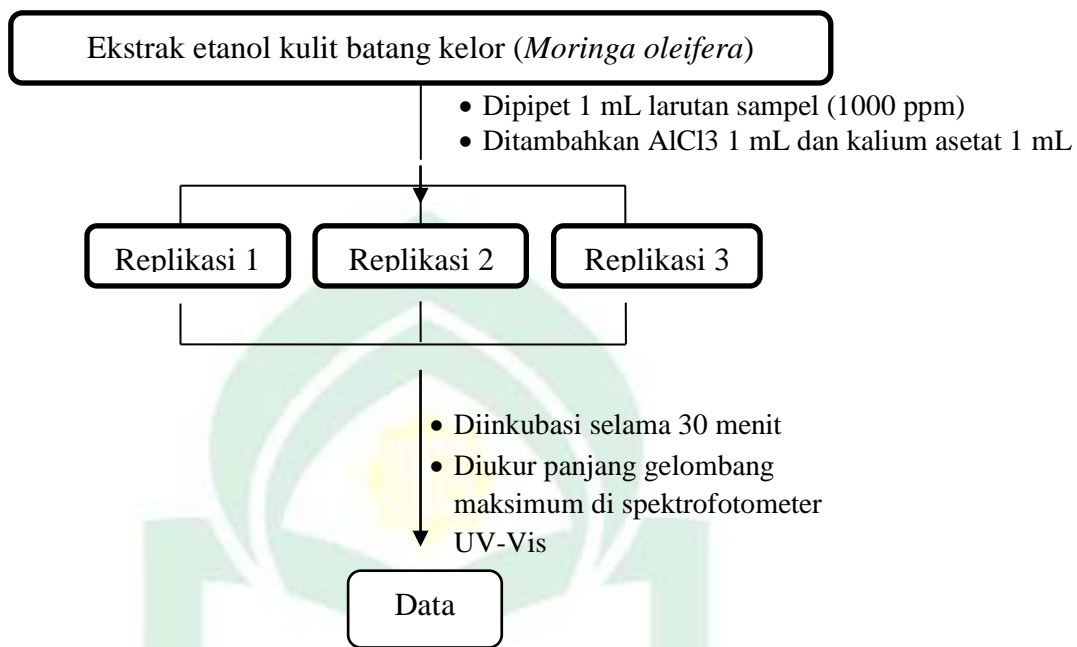 Ekstrak etanol kulit batang kelor (Moringa oleifera)
• Dipipet 1 mL larutan sampel (1000 ppm)
• Ditambahkan AlCl3 1 mL dan kalium asetat 1 mL
Replikasi 1
Replikasi 2
Replikasi 3
• Diinkubasi selama 30 menit
• Diukur panjang gelombang
maksimum di spektrofotometer
UV-Vis
Data